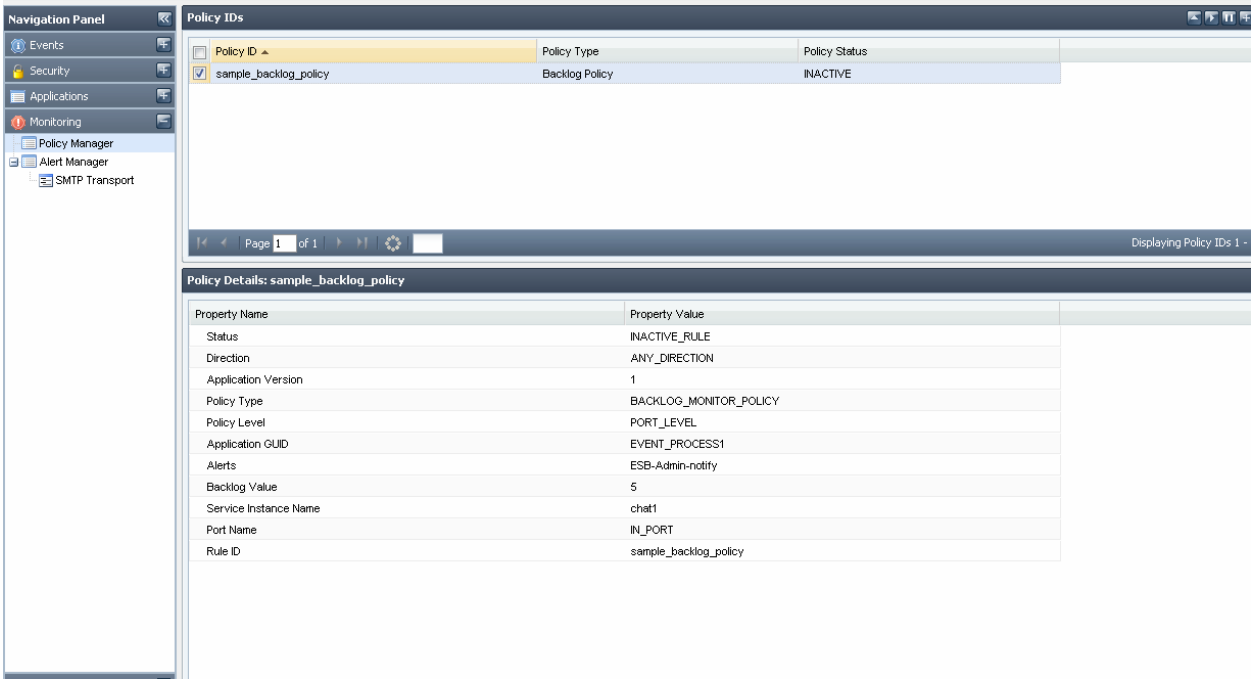 Navigation Panel
Events
Security
Applications
Monitoring
Policy Manager
Alert Manager
SMTP Transport
Policy IDs
Policy ID Policy Type Policy Status
sample_backlog_policy Backlog Policy INACTIVE
Page 1 of 1 Displaying Policy IDs 1 -
Policy Details: sample_backlog_policy
Property Name Property Value
Status INACTIVE_RULE
Direction ANY_DIRECTION
Application Version 1
Policy Type BACKLOG_MONITOR_POLICY
Policy Level PORT_LEVEL
Application GUID EVENT_PROCESS1
Alerts ESB-Admin-notify
Backlog Value 5
Service Instance Name chat1
Port Name IN_PORT
Rule ID sample_backlog_policy